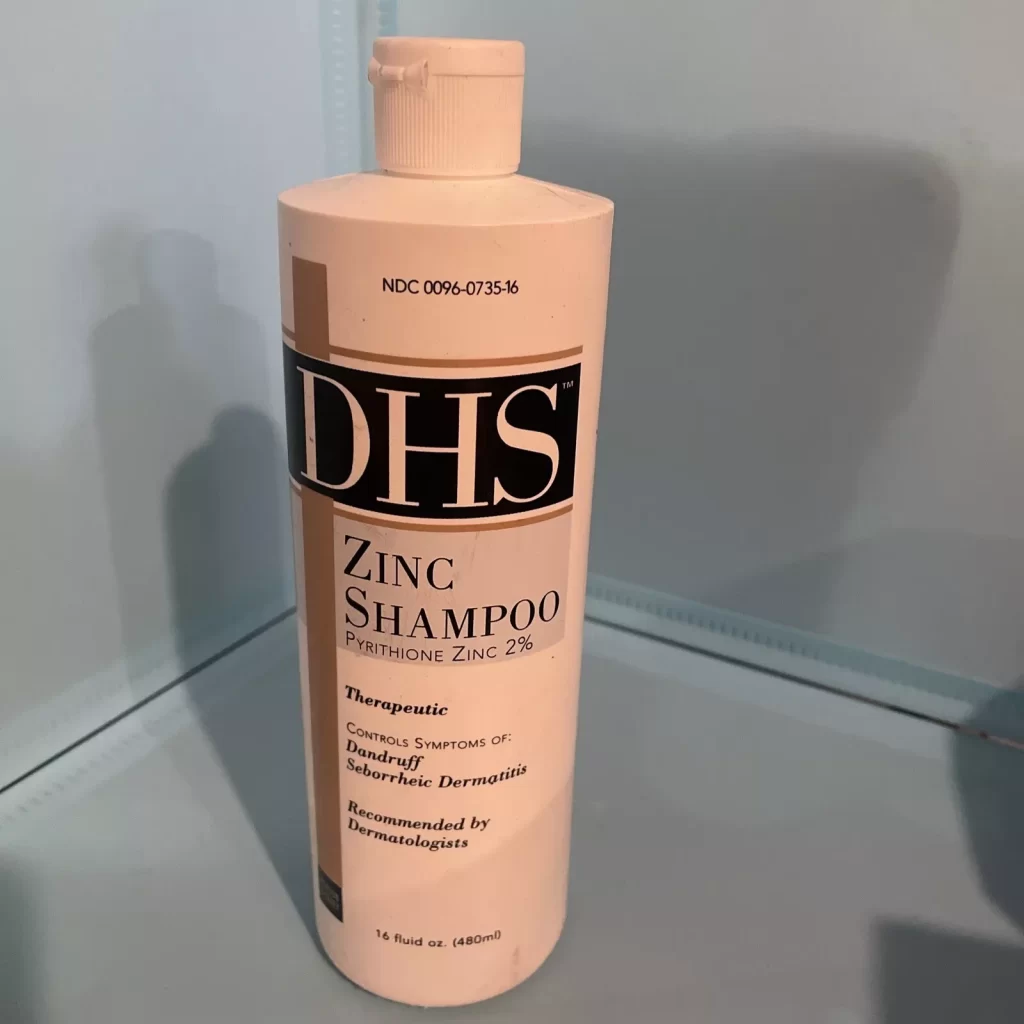 NDC 0096-0735-16
DHS™
ZINC
SHAMPOO
PYRITHIONE ZINC 2%
Therapeutic
CONTROLS SYMPTOMS OF:
Dandruff
Seborrheic Dermatitis
Recommended by
Dermatologists
16 fluid oz. (480ml)